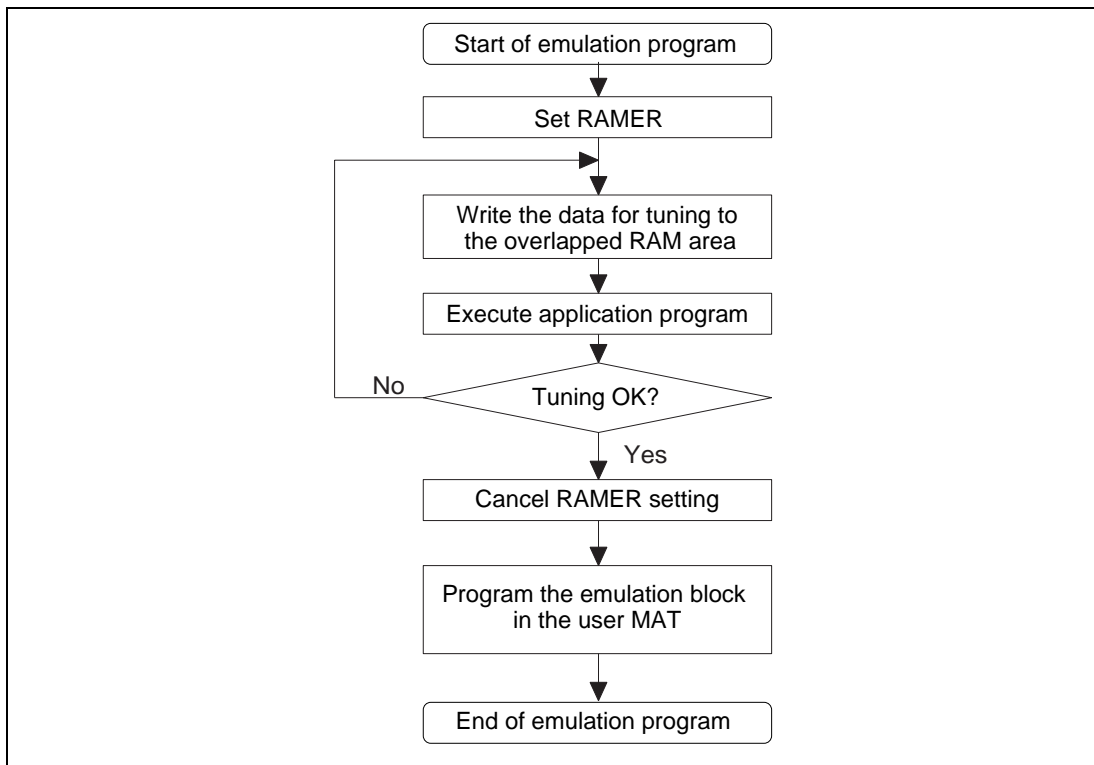 Start of emulation program
Set RAMER
Write the data for tuning to
the overlapped RAM area
Execute application program
No
Tuning OK?
Yes
Cancel RAMER setting
Program the emulation block
in the user MAT
End of emulation program